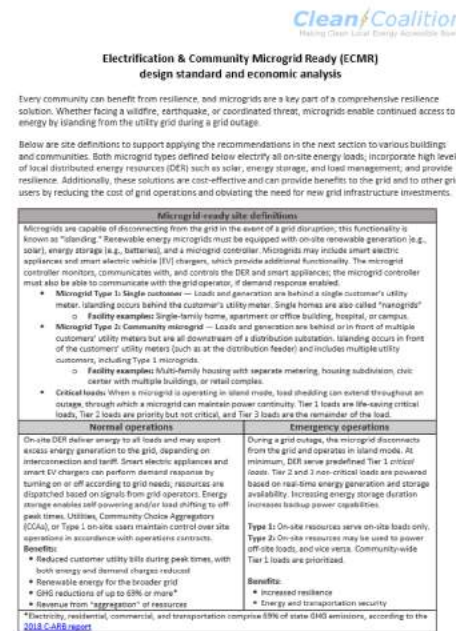 Clean Coalition
Making Clean Local Energy Accessible Now
Electrification & Community Microgrid Ready (ECMR)
design standard and economic analysis
Every community can benefit from resilience, and microgrids are a key part of a comprehensive resilience
solution. Whether facing a wildfire, earthquake, or coordinated threat, microgrids enable continued access to
energy by islanding from the utility grid during a grid outage.
Below are site definitions to support applying the recommendations in the next section to various buildings
and communities. Both microgrid types defined below electrify all on-site energy loads; incorporate high level
of local distributed energy resources (DER) such as solar, energy storage, and load management; and provide
resilience. Additionally, these solutions are cost-effective and can provide benefits to the grid and to other gri
users by reducing the cost of grid operations and obviating the need for new grid infrastructure investments.
Microgrid-ready site definitions
Microgrids are capable of disconnecting from the grid in the event of a grid disruption; this functionality is
known as "islanding." Renewable energy microgrids must be equipped with on-site renewable generation (e.g.,
solar), energy storage (e.g., batteries), and a microgrid controller. Microgrids may include smart electric
appliances and smart electric vehicle (EV) chargers, which provide additional functionality. The microgrid
controller monitors, communicates with, and controls the DER and smart appliances; the microgrid controller
must also be able to communicate with the grid operator, if demand response enabled.
• Microgrid Type 1: Single customer — Loads and generation are behind a single customer's utility
meter. Islanding occurs behind the customer's utility meter. Single homes are also called "nanogrids"
o Facility examples: Single-family home, apartment or office building, hospital, or campus.
• Microgrid Type 2: Community microgrid — Loads and generation are behind or in front of multiple
customers' utility meters but are all downstream of a distribution substation. Islanding occurs in front
of the customers' utility meters (such as at the distribution feeder) and includes multiple utility
customers, including Type 1 microgrids.
o Facility examples: Multi-family housing with separate metering, housing subdivision, civic
center with multiple buildings, or retail complex.
• Critical loads: When a microgrid is operating in island mode, load shedding can extend throughout an
outage, through which a microgrid can maintain power continuity. Tier 1 loads are life-saving critical
loads, Tier 2 loads are priority but not critical, and Tier 3 loads are the remainder of the load.
Normal operations
On-site DER deliver energy to all loads and may export
excess energy generation to the grid, depending on
interconnection and tariff. Smart electric appliances and
smart EV chargers can perform demand response by
turning on or off according to grid needs; resources are
dispatched based on signals from grid operators. Energy
storage enables self-powering and/or load shifting to off-
peak times. Utilities, Community Choice Aggregators
(CCAs), or Type 1 on-site users maintain control over site
operations in accordance with operations contracts.
Benefits:
• Reduced customer utility bills during peak times, with
both energy and demand charges reduced
• Renewable energy for the broader grid
• GHG reductions of up to 69% or more*
• Revenue from "aggregation" of resources
Emergency operations
During a grid outage, the microgrid disconnects
from the grid and operates in island mode. At
minimum, DER serve predefined Tier 1 critical
loads. Tier 2 and 3 non-critical loads are powered
based on real-time energy generation and storage
availability. Increasing energy storage duration
increases backup power capabilities.
Type 1: On-site resources serve on-site loads only.
Type 2: On-site resources may be used to power
off-site loads, and vice versa. Community-wide
Tier 1 loads are prioritized.
Benefits:
• Increased resilience
• Energy and transportation security
*Electricity, residential, commercial, and transportation comprise 69% of state GHG emissions, according to the
2018 C-ARB report